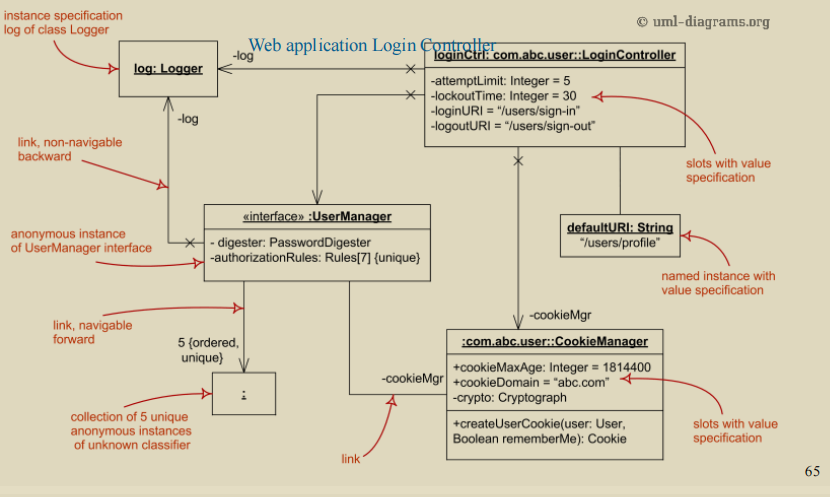 instance specification
log of class Logger
© uml-diagrams.org
Web application Login Controller
log: Logger
-log
loginCtrl: com.abc.user::LoginController
-attemptLimit: Integer = 5
-lockoutTime: Integer = 30
-loginURI = “/users/sign-in”
-logoutURI = “/users/sign-out”
-log
link, non-navigable
backward
slots with value
specification
anonymous instance
of UserManager interface
«interface» :UserManager
- digester: PasswordDigester
-authorizationRules: Rules[7] {unique}
defaultURI: String
“/users/profile”
named instance with
value specification
link, navigable
forward
5 {ordered,
unique}
-cookieMgr
:com.abc.user::CookieManager
+cookieMaxAge: Integer = 1814400
+cookieDomain = “abc.com”
-crypto: Cryptograph
+createUserCookie(user: User,
Boolean rememberMe): Cookie
-cookieMgr
:
collection of 5 unique
anonymous instances
of unknown classifier
link
slots with value
specification
65